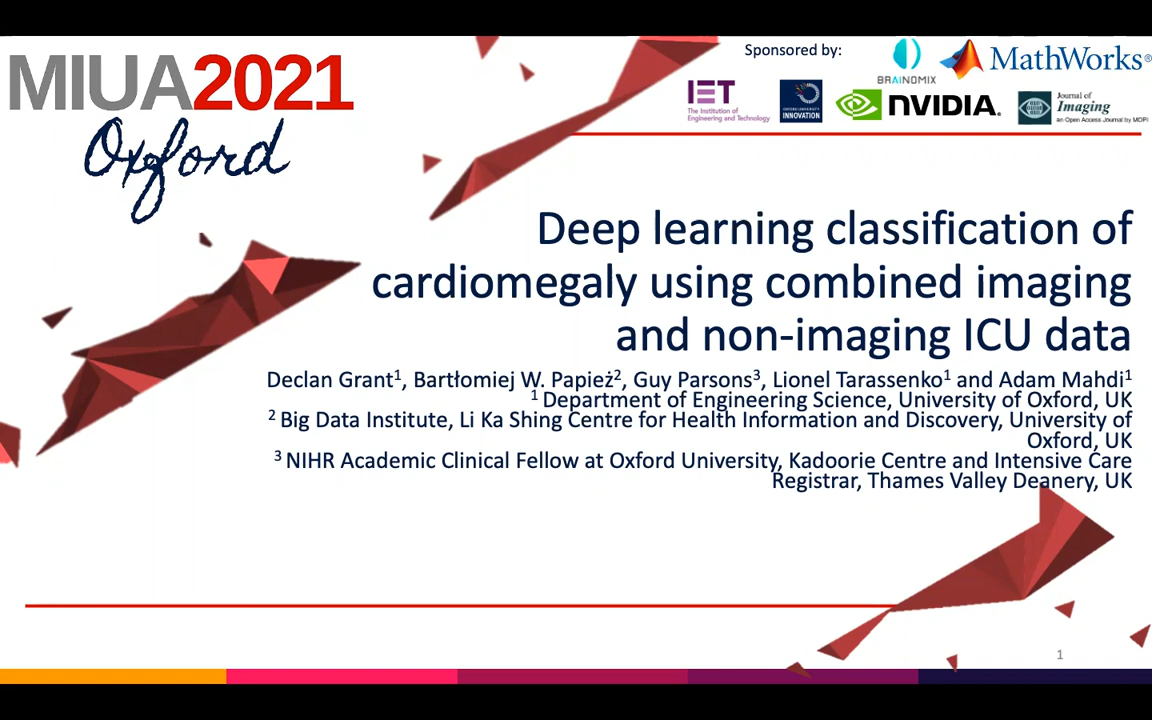 MIUA2021
Oxford
Sponsored by:
BRAINOMIX
MathWorks®
IET
The Institution of
Engineering and Technology
OXFORD UNIVERSITY
INNOVATION
NVIDIA.
Journal of
Imaging
an Open Access Journal by MDPI
Deep learning classification of
cardiomegaly using combined imaging
and non-imaging ICU data
Declan Grant¹, Bartłomiej W. Papież², Guy Parsons³, Lionel Tarassenko¹ and Adam Mahdi¹
¹ Department of Engineering Science, University of Oxford, UK
² Big Data Institute, Li Ka Shing Centre for Health Information and Discovery, University of
Oxford, UK
³ NIHR Academic Clinical Fellow at Oxford University, Kadoorie Centre and Intensive Care
Registrar, Thames Valley Deanery, UK
1